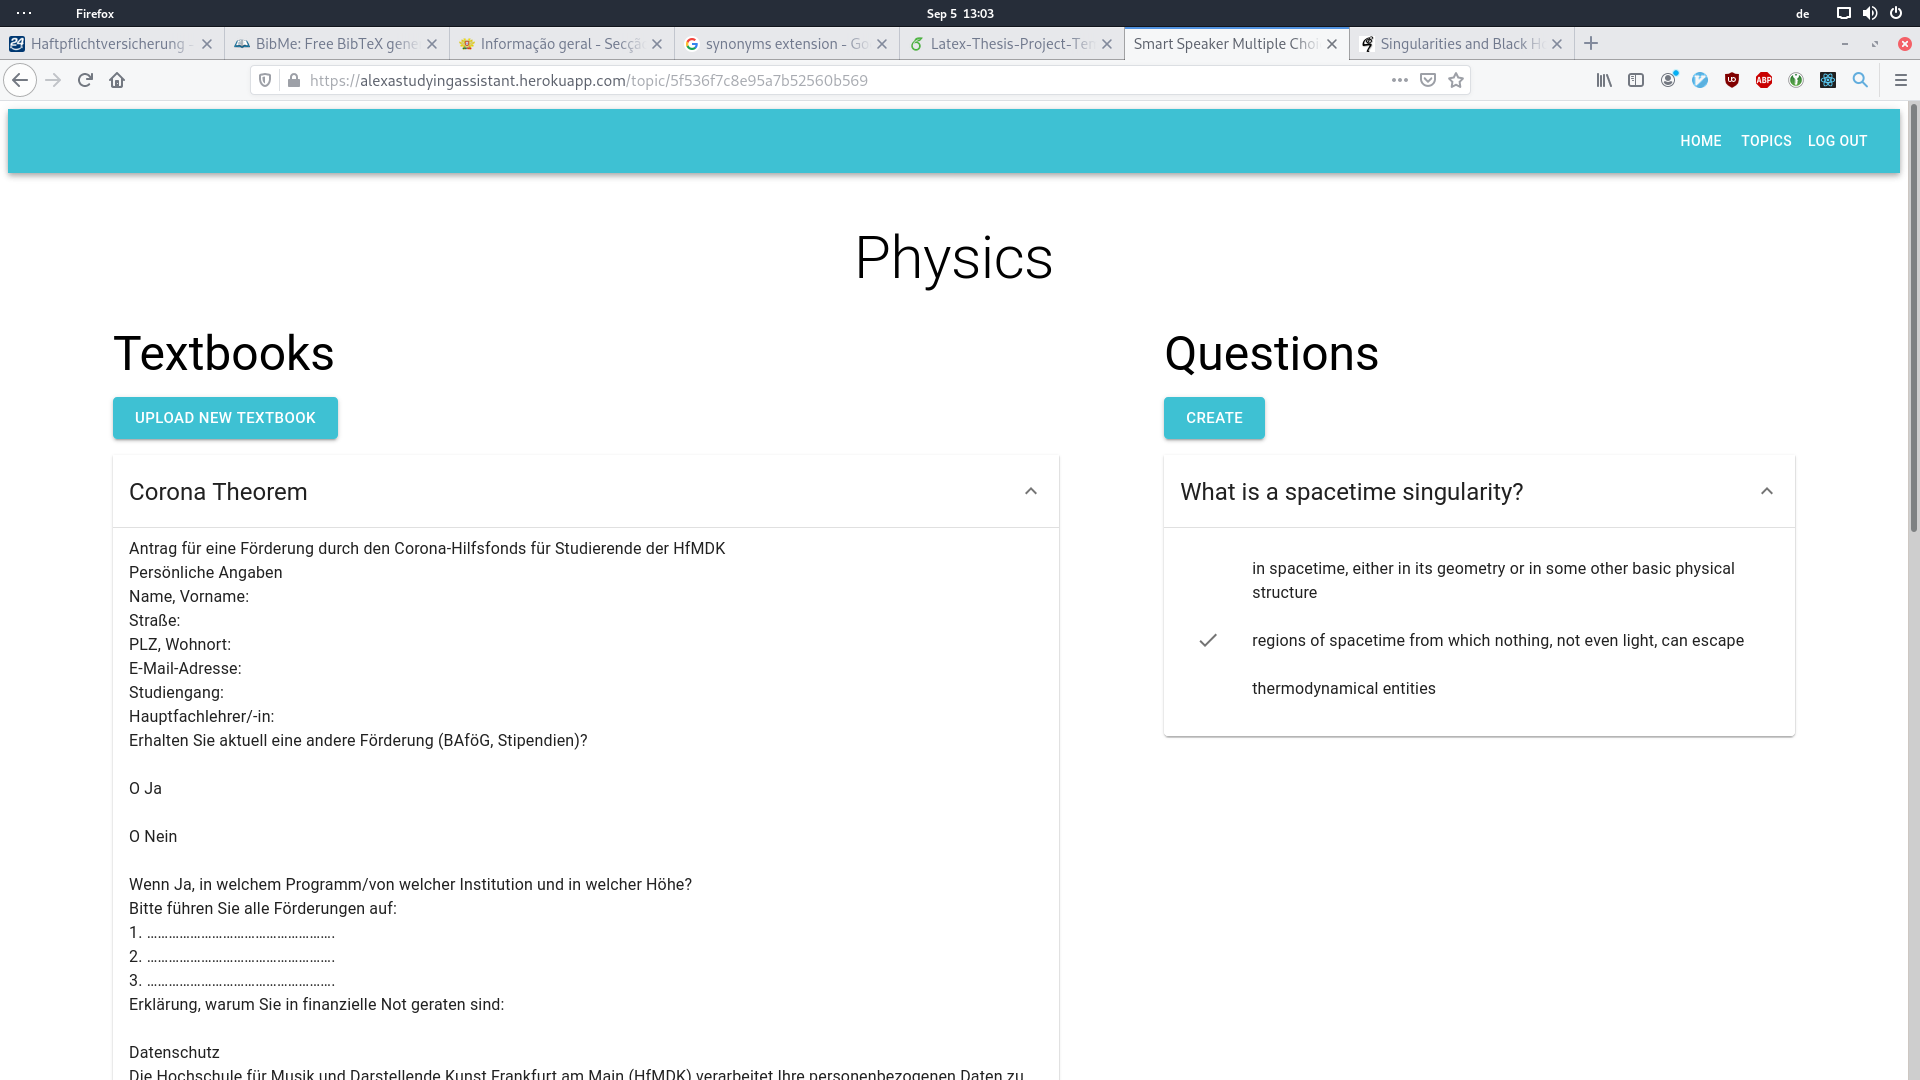 Firefox
Sep 5 13:03
de
Haftpflichtversicherung -
BibMe: Free BibTeX gene
Informação geral - Secçã
synonyms extension - Go
Latex-Thesis-Project-Te
Smart Speaker Multiple Cho
Singularities and Black H
https://alexastudyingassistant.herokuapp.com/topic/5f536f7c8e95a7b52560b569
HOME TOPICS LOG OUT
Physics
Textbooks
UPLOAD NEW TEXTBOOK
Corona Theorem
Antrag für eine Förderung durch den Corona-Hilfsfonds für Studierende der HfMDK
Persönliche Angaben
Name, Vorname:
Straße:
PLZ, Wohnort:
E-Mail-Adresse:
Studiengang:
Hauptfachlehrer/-in:
Erhalten Sie aktuell eine andere Förderung (BAföG, Stipendien)?
O Ja
O Nein
Wenn Ja, in welchem Programm/von welcher Institution und in welcher Höhe?
Bitte führen Sie alle Förderungen auf:
1. …………………………………………….
2. …………………………………………….
3. …………………………………………….
Erklärung, warum Sie in finanzielle Not geraten sind:
Datenschutz
Die Hochschule für Musik und Darstellende Kunst Frankfurt am Main (HfMDK) verarbeitet Ihre personenbezogenen Daten zu
Questions
CREATE
What is a spacetime singularity?
in spacetime, either in its geometry or in some other basic physical
structure
regions of spacetime from which nothing, not even light, can escape
thermodynamical entities